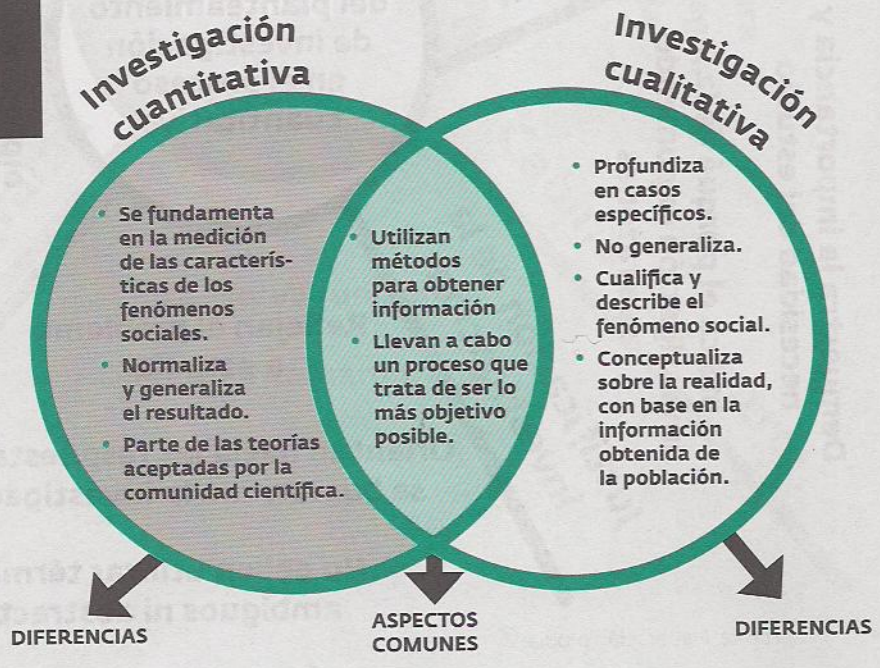 Investigación
cuantitativa
Investigación
cualitativa
• Se fundamenta
en la medición
de las caracterís-
ticas de los
fenómenos
sociales.
• Normaliza
y generaliza
el resultado.
• Parte de las teorías
aceptadas por la
comunidad científica.
• Utilizan
métodos
para obtener
información
• Llevan a cabo
un proceso que
trata de ser lo
más objetivo
posible.
• Profundiza
en casos
específicos.
• No generaliza.
• Cualifica y
describe el
fenómeno social.
• Conceptualiza
sobre la realidad,
con base en la
información
obtenida de
la población.
DIFERENCIAS
ASPECTOS
COMUNES
DIFERENCIAS